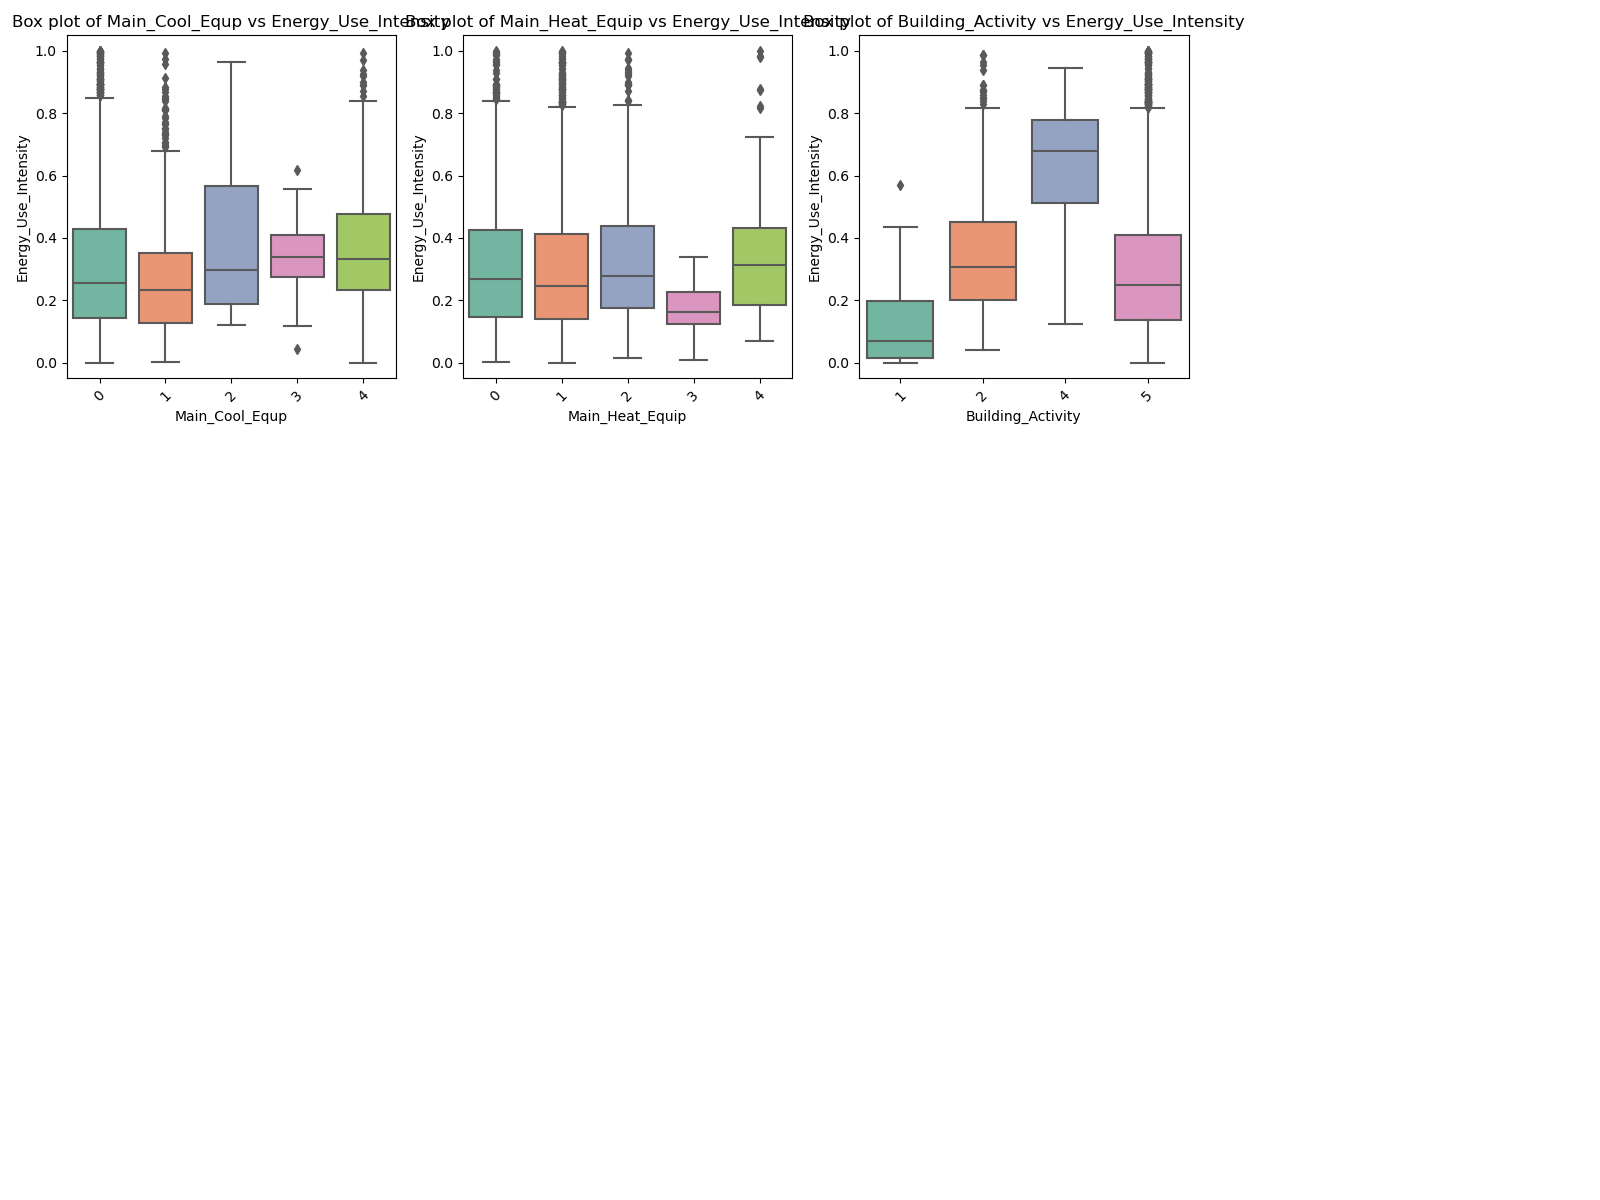 Box plot of Main_Cool_Equp vs Energy_Use_Intensity
Energy_Use_Intensity
1.0
0.8
0.6
0.4
0.2
0.0
0 1 2 3 4
Main_Cool_Equp
Box plot of Main_Heat_Equip vs Energy_Use_Intensity
Energy_Use_Intensity
1.0
0.8
0.6
0.4
0.2
0.0
0 1 2 3 4
Main_Heat_Equip
Box plot of Building_Activity vs Energy_Use_Intensity
Energy_Use_Intensity
1.0
0.8
0.6
0.4
0.2
0.0
1 2 4 5
Building_Activity